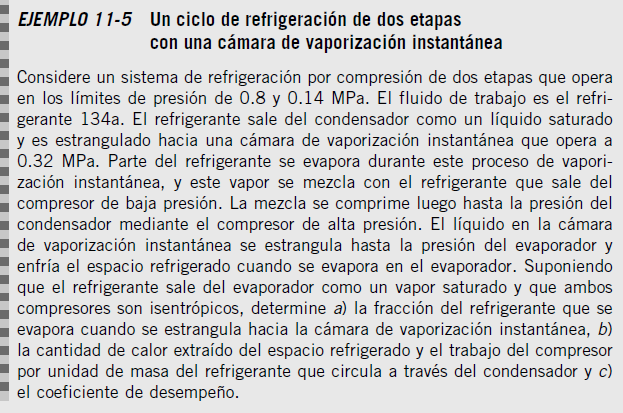 EJEMPLO 11-5 Un ciclo de refrigeración de dos etapas
con una cámara de vaporización instantánea
Considere un sistema de refrigeración por compresión de dos etapas que opera
en los límites de presión de 0.8 y 0.14 MPa. El fluido de trabajo es el refri-
gerante 134a. El refrigerante sale del condensador como un líquido saturado
y es estrangulado hacia una cámara de vaporización instantánea que opera a
0.32 MPa. Parte del refrigerante se evapora durante este proceso de vapori-
zación instantánea, y este vapor se mezcla con el refrigerante que sale del
compresor de baja presión. La mezcla se comprime luego hasta la presión del
condensador mediante el compresor de alta presión. El líquido en la cámara
de vaporización instantánea se estrangula hasta la presión del evaporador y
enfría el espacio refrigerado cuando se evapora en el evaporador. Suponiendo
que el refrigerante sale del evaporador como un vapor saturado y que ambos
compresores son isentrópicos, determine a) la fracción del refrigerante que se
evapora cuando se estrangula hacia la cámara de vaporización instantánea, b)
la cantidad de calor extraído del espacio refrigerado y el trabajo del compresor
por unidad de masa del refrigerante que circula a través del condensador y c)
el coeficiente de desempeño.